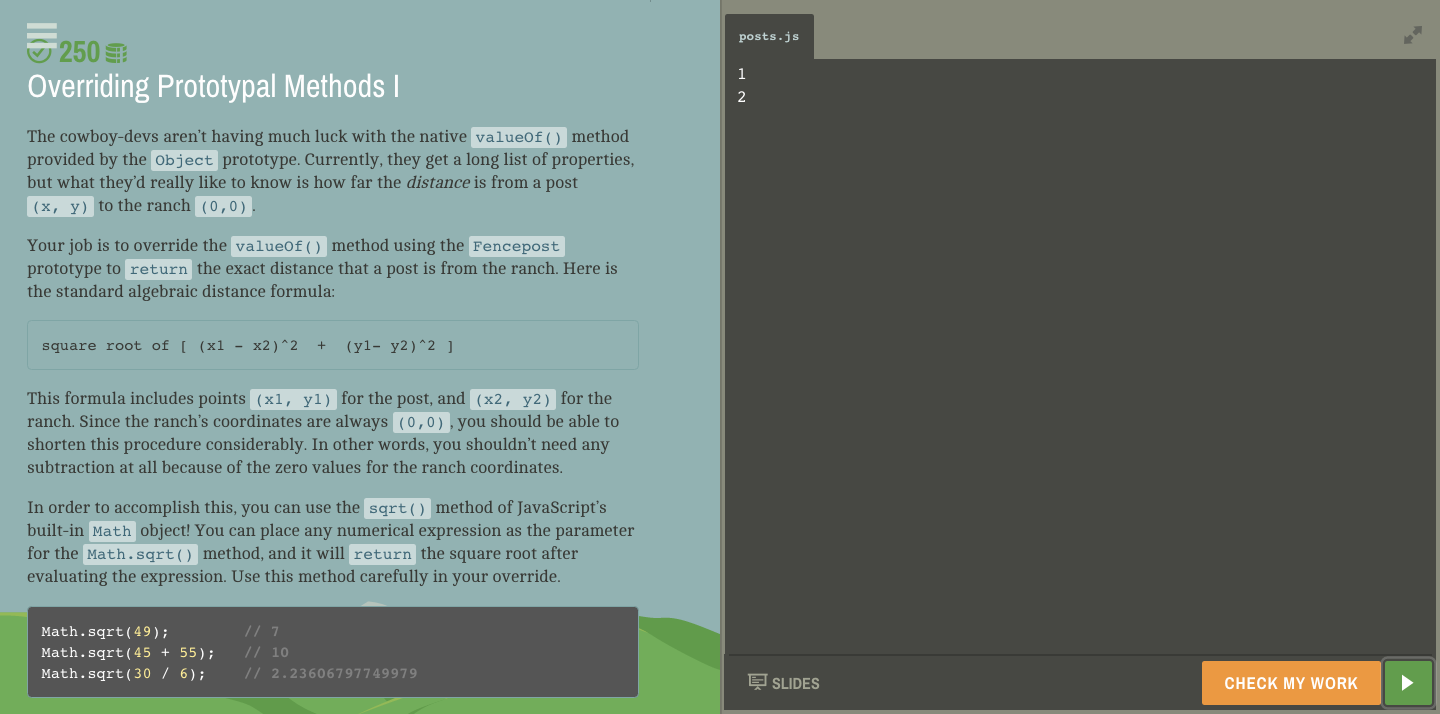 250
Overriding Prototypal Methods I
The cowboy-devs aren't having much luck with the native valueOf() method
provided by the Object prototype. Currently, they get a long list of properties,
but what they'd really like to know is how far the distance is from a post
(x, y) to the ranch (0,0).
Your job is to override the valueOf() method using the Fencepost
prototype to return the exact distance that a post is from the ranch. Here is
the standard algebraic distance formula:
square root of [ (x1 - x2)^2  +  (y1- y2)^2 ]
This formula includes points (x1, y1) for the post, and (x2, y2) for the
ranch. Since the ranch's coordinates are always (0,0), you should be able to
shorten this procedure considerably. In other words, you shouldn't need any
subtraction at all because of the zero values for the ranch coordinates.
In order to accomplish this, you can use the sqrt() method of JavaScript's
built-in Math object! You can place any numerical expression as the parameter
for the Math.sqrt() method, and it will return the square root after
evaluating the expression. Use this method carefully in your override.
Math.sqrt(49);        // 7
Math.sqrt(45 + 55);   // 10
Math.sqrt(30 / 6);    // 2.23606797749979
posts.js
1
2
SLIDES
CHECK MY WORK